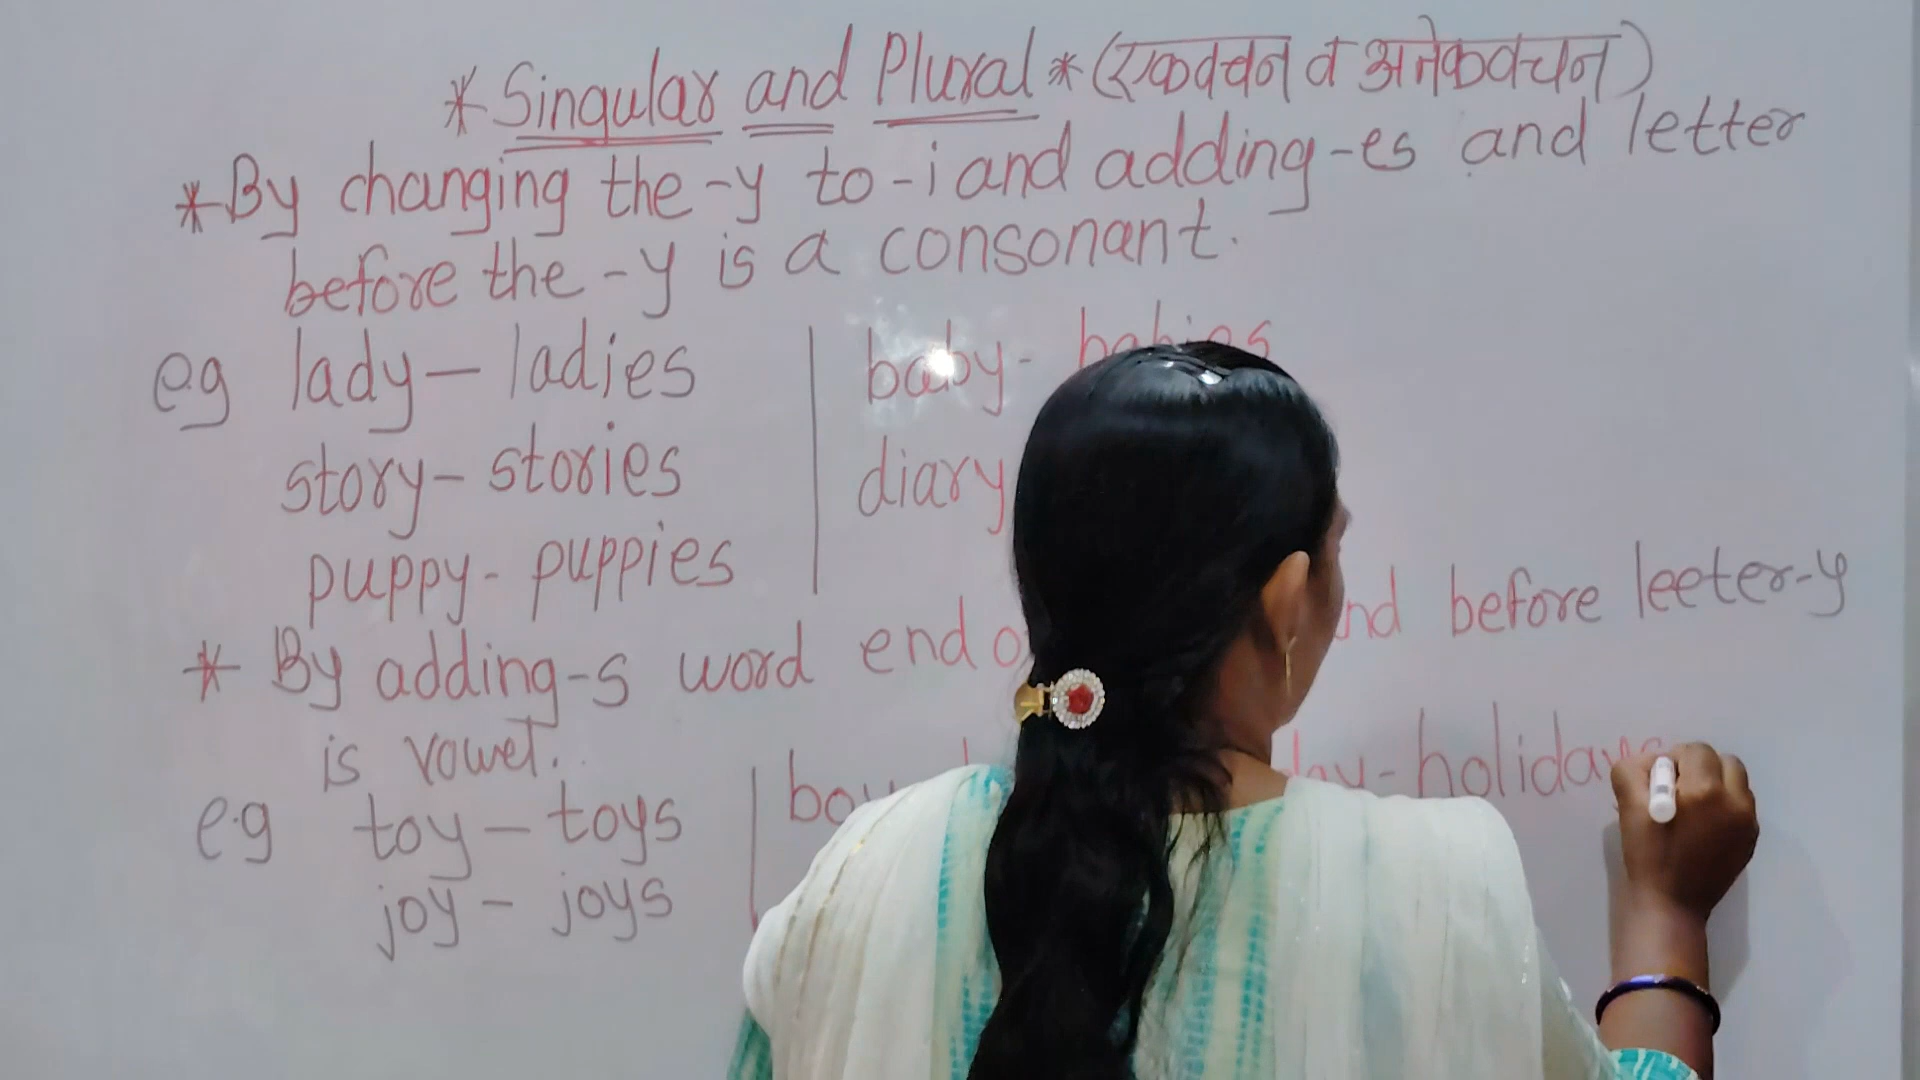 * Singular and Plural * (एकवचन व अनेकवचन)
* By changing the -y to -i and adding -es and letter
before the -y is a consonant.
e.g lady – ladies | baby - babies
story – stories | diary
puppy - puppies
* By adding -s word end before leeter-y
is vowel.
e.g toy – toys | boy - holidays
joy – joys